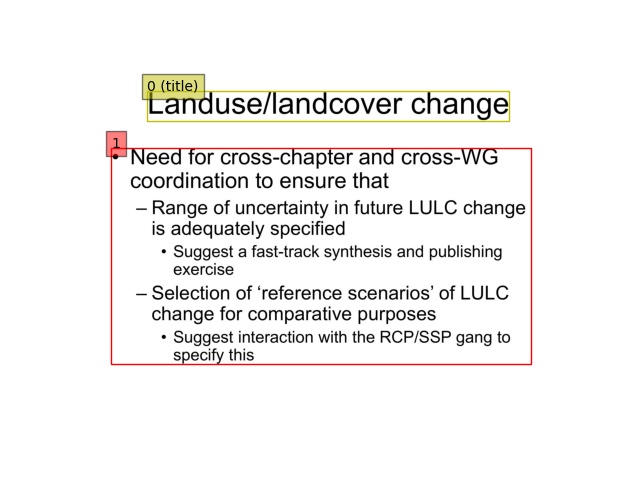 0 (title)
Landuse/landcover change
1
• Need for cross-chapter and cross-WG
coordination to ensure that
– Range of uncertainty in future LULC change
is adequately specified
• Suggest a fast-track synthesis and publishing
exercise
– Selection of ‘reference scenarios’ of LULC
change for comparative purposes
• Suggest interaction with the RCP/SSP gang to
specify this